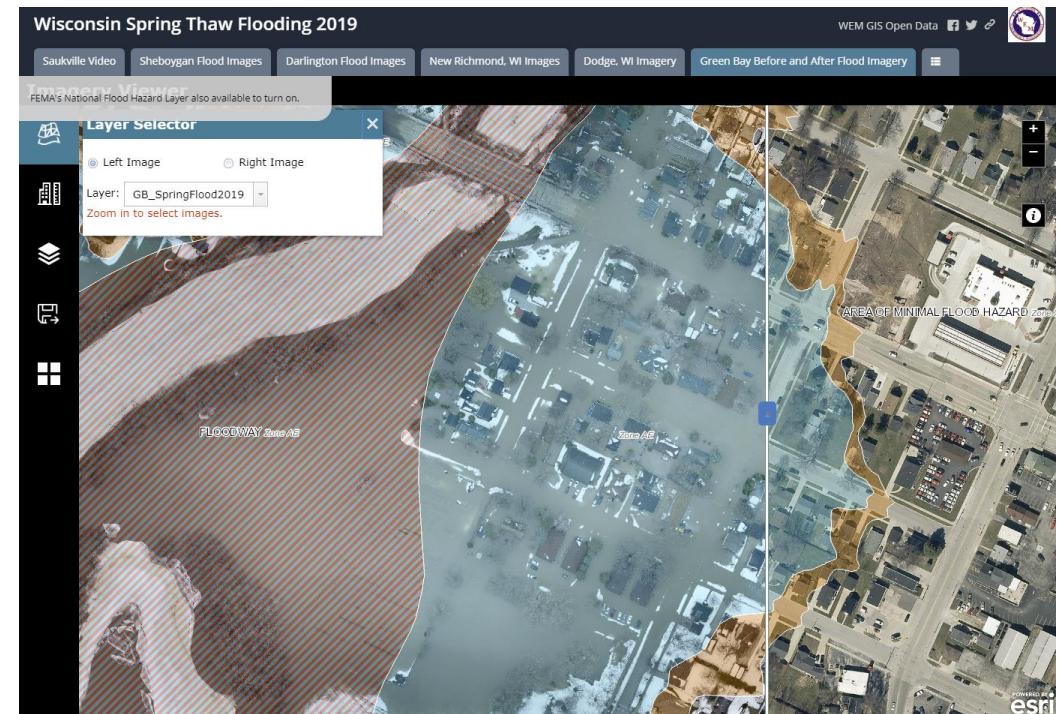 Wisconsin Spring Thaw Flooding 2019
WEM GIS Open Data
Saukville Video
Sheboygan Flood Images
Darlington Flood Images
New Richmond, WI Images
Dodge, WI Imagery
Green Bay Before and After Flood Imagery
Imagery Viewer
FEMA's National Flood Hazard Layer also available to turn on.
Layer Selector
Left Image
Right Image
Layer: GB_SpringFlood2019
Zoom in to select images.
AREA OF MINIMAL FLOOD HAZARD Zone
FLOODWAY Zone AE
Zone AE
POWERED BY
esri